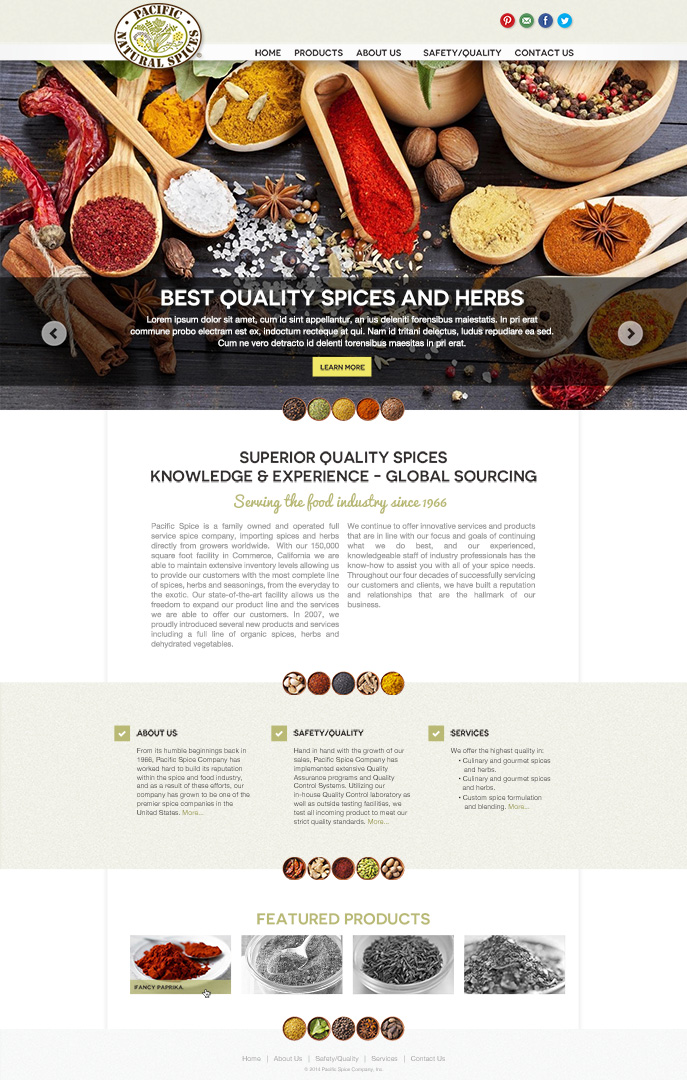 PACIFIC
NATURAL SPICES
HOME PRODUCTS ABOUT US SAFETY/QUALITY CONTACT US
BEST QUALITY SPICES AND HERBS
Lorem ipsum dolor sit amet, cum id sint appellantur, an ius deleniti forensibus maiestatis. In pri erat
commune probo electram est ex, indoctum recteque at qui. Nam id tritani delectus, ludus repudiare ea sed.
Cum ne vero detracto id deleniti forensibus maesitas in pri erat.
LEARN MORE
SUPERIOR QUALITY SPICES
KNOWLEDGE & EXPERIENCE - GLOBAL SOURCING
Serving the food industry since 1966
Pacific Spice is a family owned and operated full
service spice company, importing spices and herbs
directly from growers worldwide. With our 150,000
square foot facility in Commerce, California we are
able to maintain extensive inventory levels allowing us
to provide our customers with the most complete line
of spices, herbs and seasonings, from the everyday to
the exotic. Our state-of-the-art facility allows us the
freedom to expand our product line and the services
we are able to offer our customers. In 2007, we
proudly introduced several new products and services
including a full line of organic spices, herbs and
dehydrated vegetables.
We continue to offer innovative services and products
that are in line with our focus and goals of continuing
what we do best, and our experienced,
knowledgeable staff of industry professionals has the
know-how to assist you with all of your spice needs.
Throughout our four decades of successfully servicing
our customers and clients, we have built a reputation
and relationships that are the hallmark of our
business.
ABOUT US
From its humble beginnings back in
1966, Pacific Spice Company has
worked hard to build its reputation
within the spice and food industry,
and as a result of these efforts, our
company has grown to be one of the
premier spice companies in the
United States. More...
SAFETY/QUALITY
Hand in hand with the growth of our
sales, Pacific Spice Company has
implemented extensive Quality
Assurance programs and Quality
Control Systems. Utilizing our
in-house Quality Control laboratory as
well as outside testing facilities, we
test all incoming product to meet our
strict quality standards. More...
SERVICES
We offer the highest quality in:
• Culinary and gourmet spices
and herbs.
• Culinary and gourmet spices
and herbs.
• Custom spice formulation
and blending. More...
FEATURED PRODUCTS
FANCY PAPRIKA
Home | About Us | Safaty/Quality | Services | Contact Us
© 2014 Pacific Spice Company, Inc.